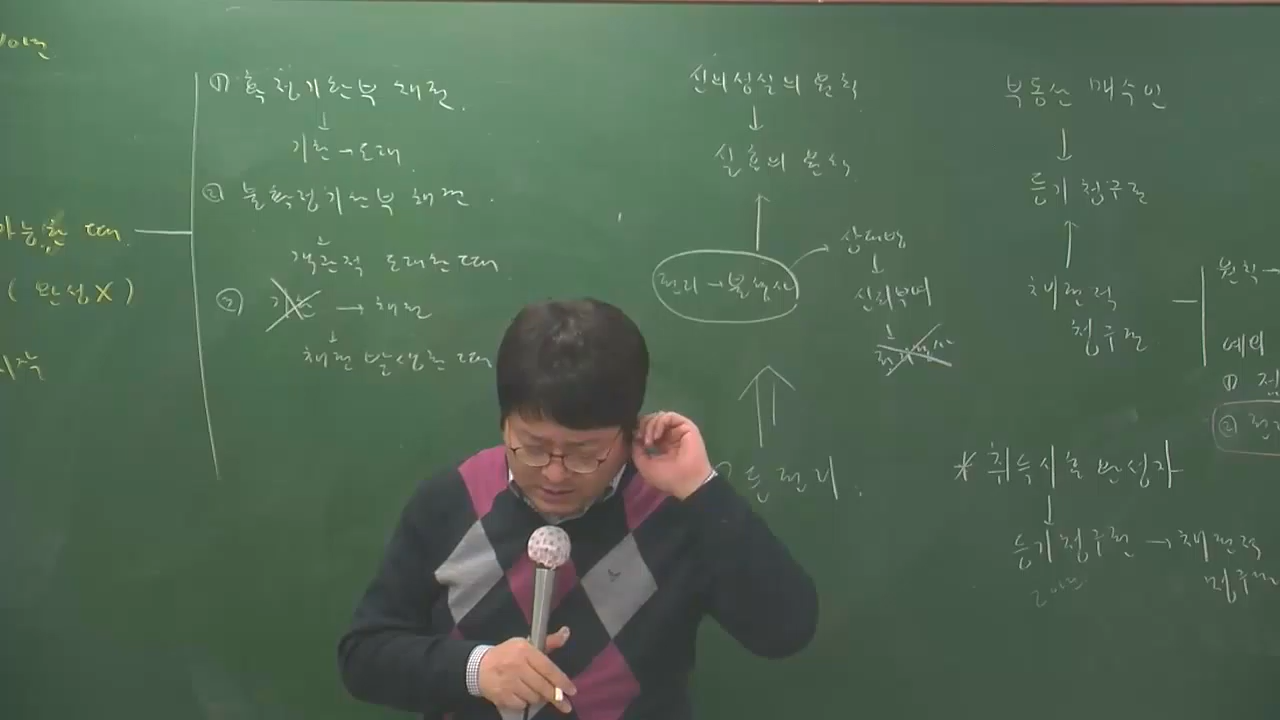 가능한 때
(완성X)
① 확정기한부 채권.
↓
기한→도래
② 불확정기한부 채권.
객관적 도래한 때
③ 기한 → 채권
↓
채권 발생한 때
신의성실의 원칙
↓
실효의 원칙
↑
권리→불행사
상대방
↓
신뢰부여
↓
모든 권리.
부동산 매수인
↓
등기청구권
↑
채권적
청구권
원칙→
예외
①
②
* 취득시효 완성자
↓
등기청구권 → 채권적
청구권